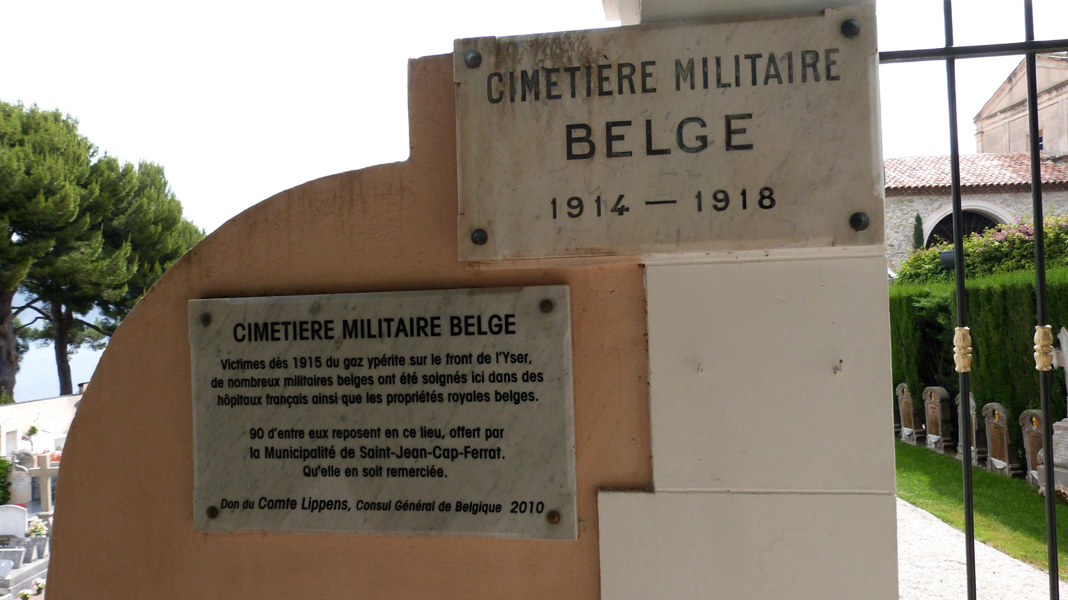 CIMETIÈRE MILITAIRE
BELGE
1914 — 1918
CIMETIERE MILITAIRE BELGE
Victimes dès 1915 du gaz ypérite sur le front de l'Yser,
de nombreux militaires belges ont été soignés ici dans des
hôpitaux français ainsi que les propriétés royales belges.
90 d'entre eux reposent en ce lieu, offert par
la Municipalité de Saint-Jean-Cap-Ferrat.
Qu'elle en soit remerciée.
Don du Comte Lippens, Consul Général de Belgique 2010